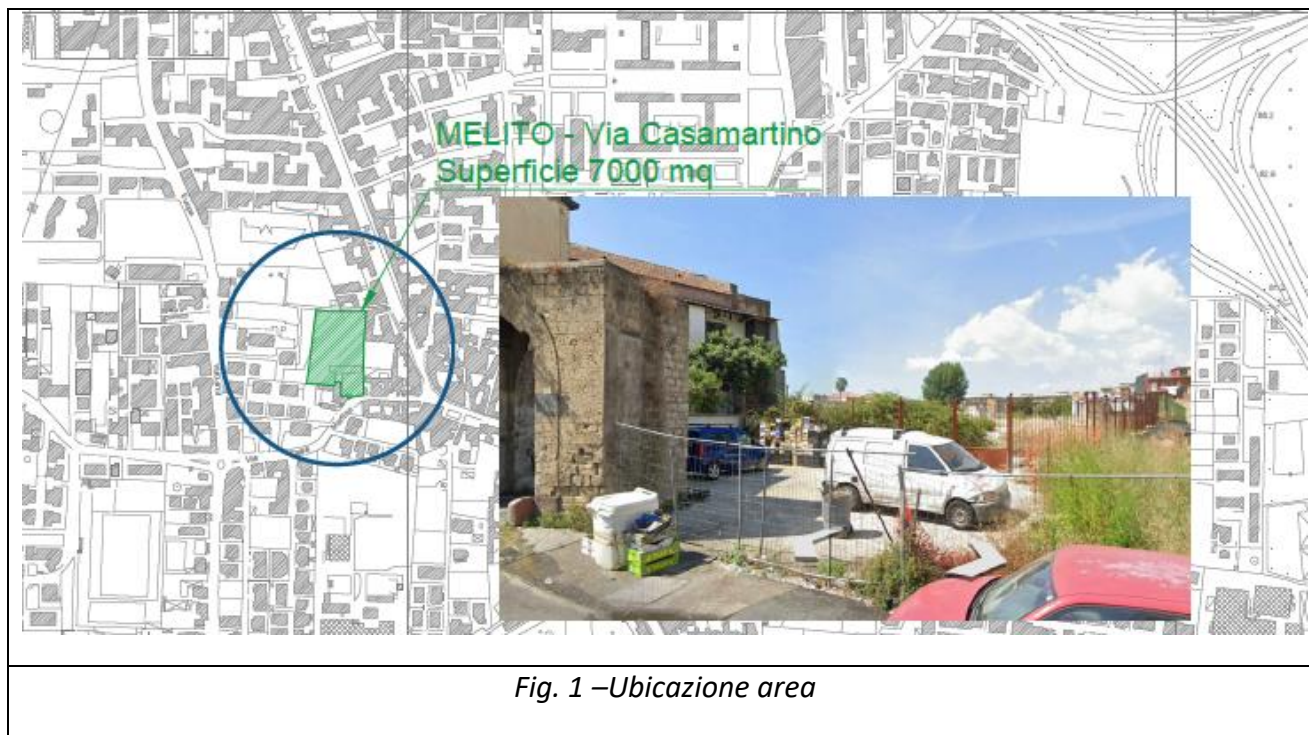 MELITO - Via Casamartino
Superficie 7000 mq
Fig. 1 –Ubicazione area